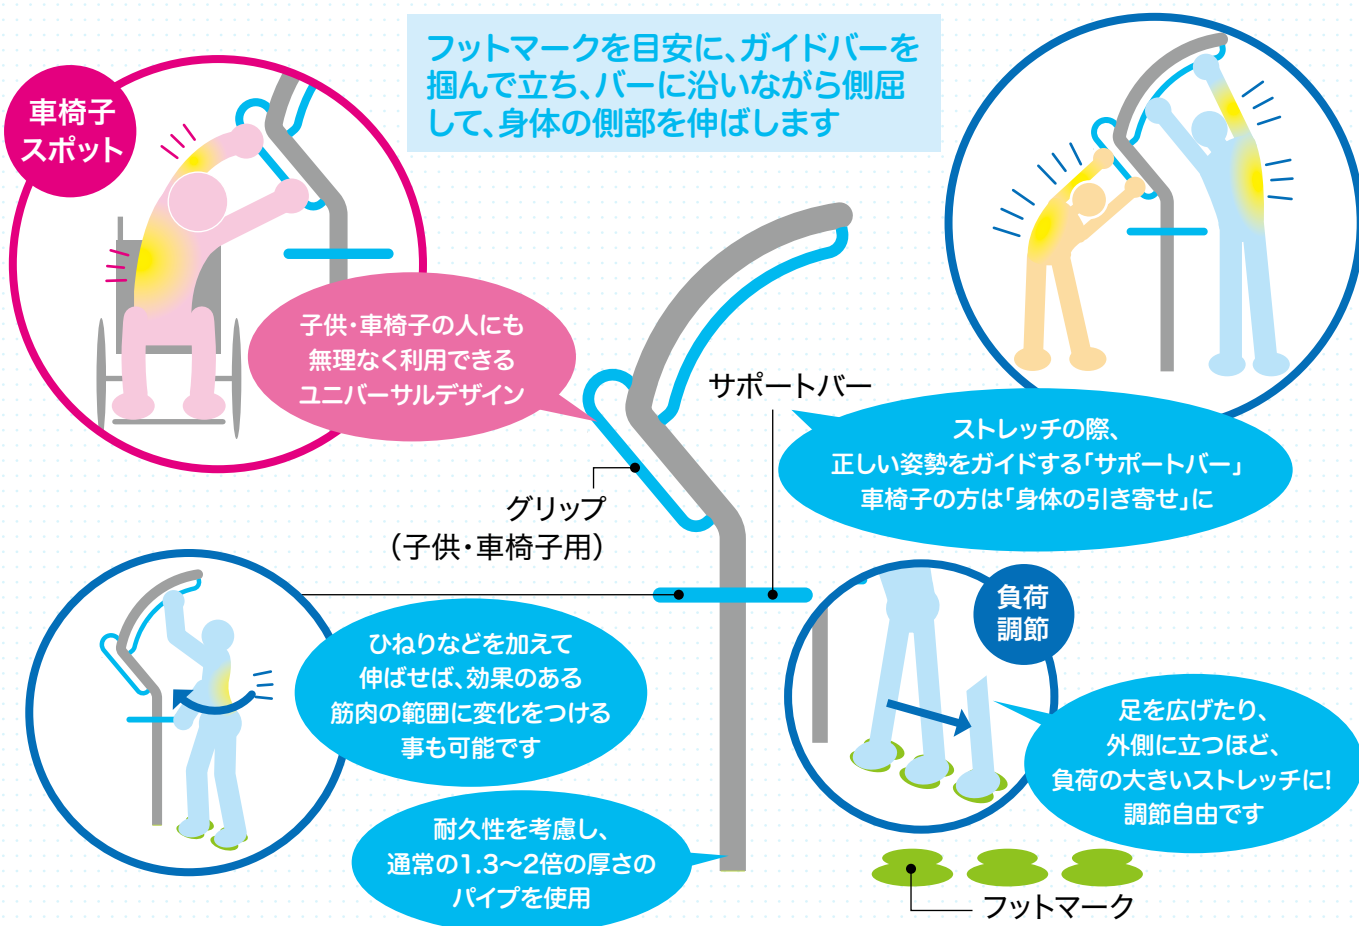 フットマークを目安に、ガイドバーを
掴んで立ち、バーに沿いながら側屈
して、身体の側部を伸ばします
車椅子
スポット
子供・車椅子の人にも
無理なく利用できる
ユニバーサルデザイン
サポートバー
ストレッチの際、
正しい姿勢をガイドする「サポートバー」
車椅子の方は「身体の引き寄せ」に
グリップ
（子供・車椅子用）
ひねりなどを加えて
伸ばせば、効果のある
筋肉の範囲に変化をつける
事も可能です
負荷
調節
足を広げたり、
外側に立つほど、
負荷の大きいストレッチに!
調節自由です
耐久性を考慮し、
通常の1.3〜2倍の厚さの
パイプを使用
フットマーク